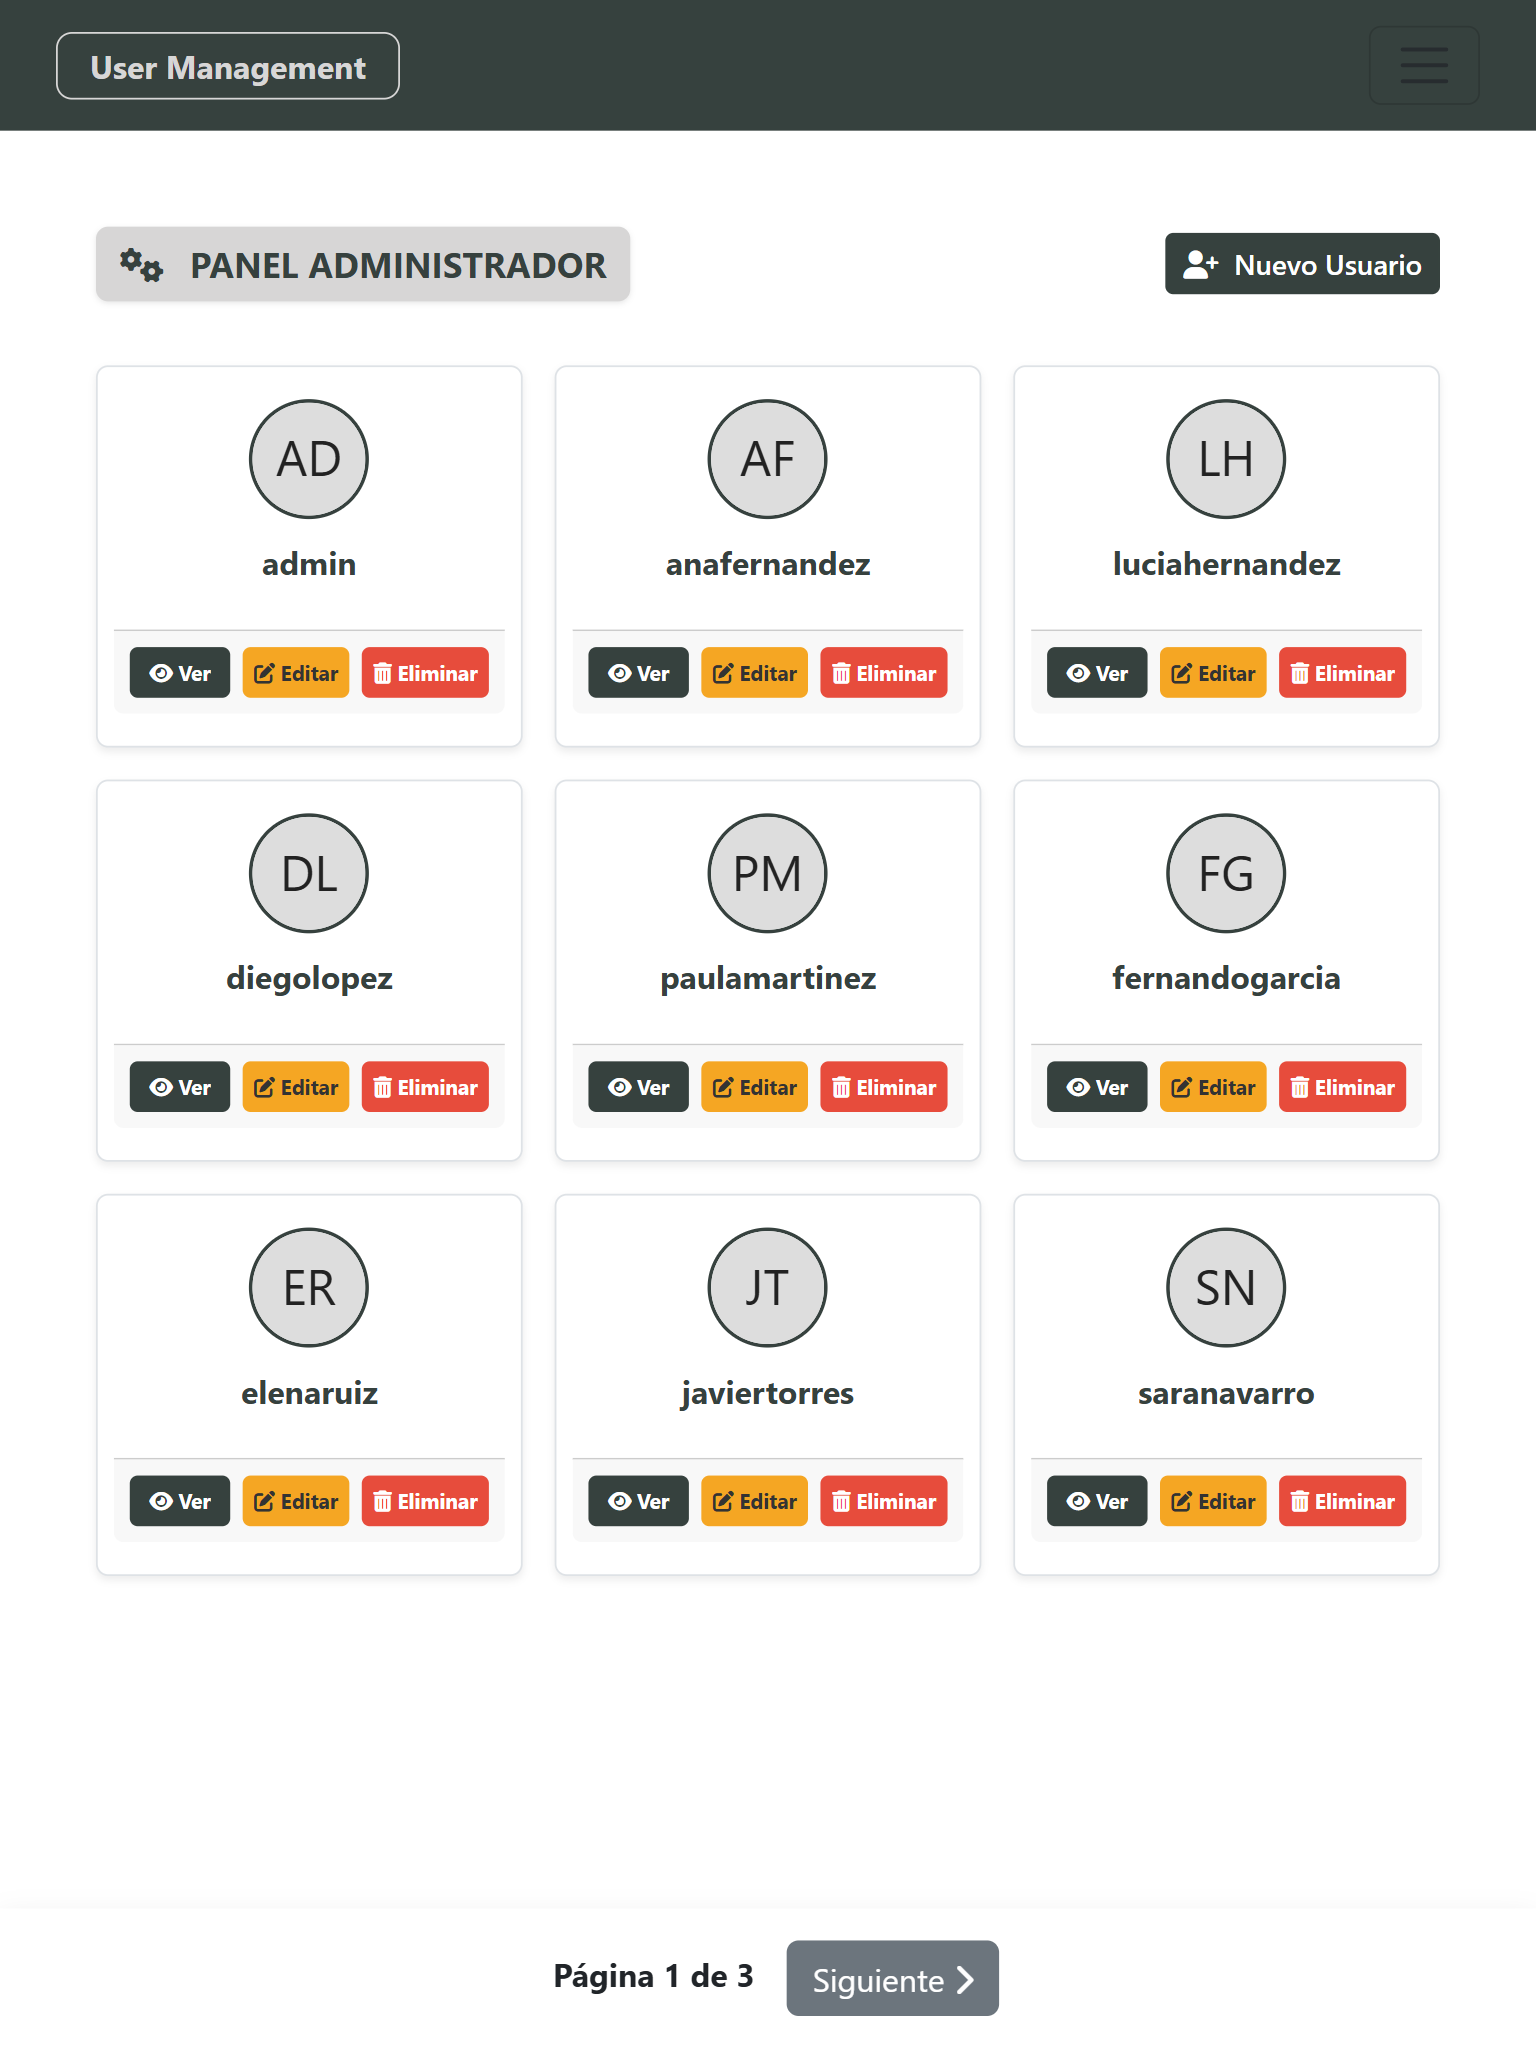 User Management
PANEL ADMINISTRADOR
Nuevo Usuario
AD
AF
LH
admin
anafernandez
luciahernandez
Ver Editar Eliminar
Ver Editar Eliminar
Ver Editar Eliminar
DL
PM
FG
diegolopez
paulamartinez
fernandogarcia
Ver Editar Eliminar
Ver Editar Eliminar
Ver Editar Eliminar
ER
JT
SN
elenaruiz
javiertorres
saranavarro
Ver Editar Eliminar
Ver Editar Eliminar
Ver Editar Eliminar
Página 1 de 3
Siguiente